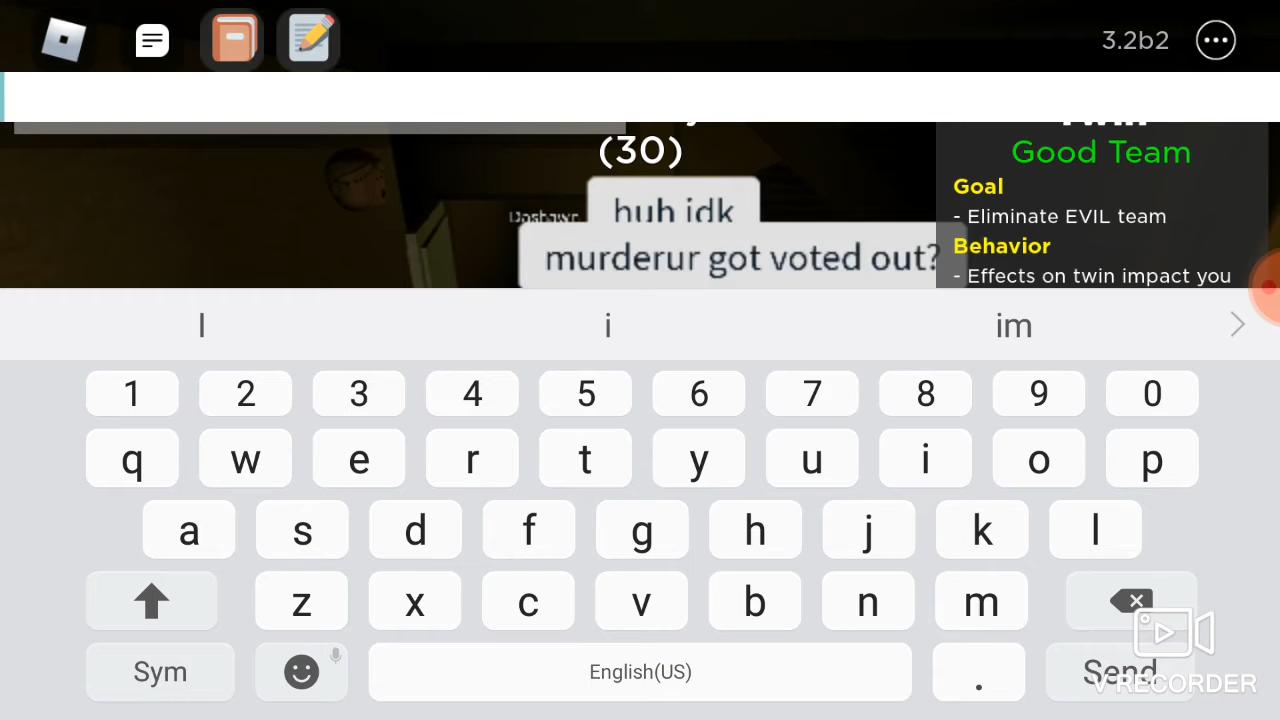 3.2b2
(30)
Good Team
Goal
- Eliminate EVIL team
Behavior
- Effects on twin impact you
huh idk
murderur got voted out?
l i im
1 2 3 4 5 6 7 8 9 0
q w e r t y u i o p
a s d f g h j k l
z x c v b n m
Sym English(US) . Send
V RECORDER